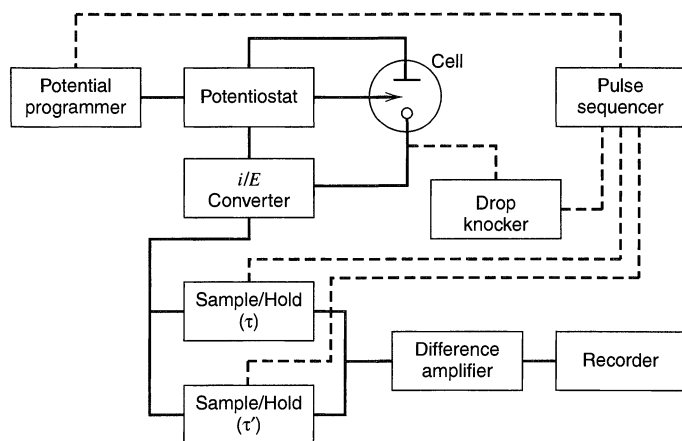 Cell
Potential
programmer
Potentiostat
Pulse
sequencer
i/E
Converter
Drop
knocker
Sample/Hold
(τ)
Difference
amplifier
Recorder
Sample/Hold
(τ′)